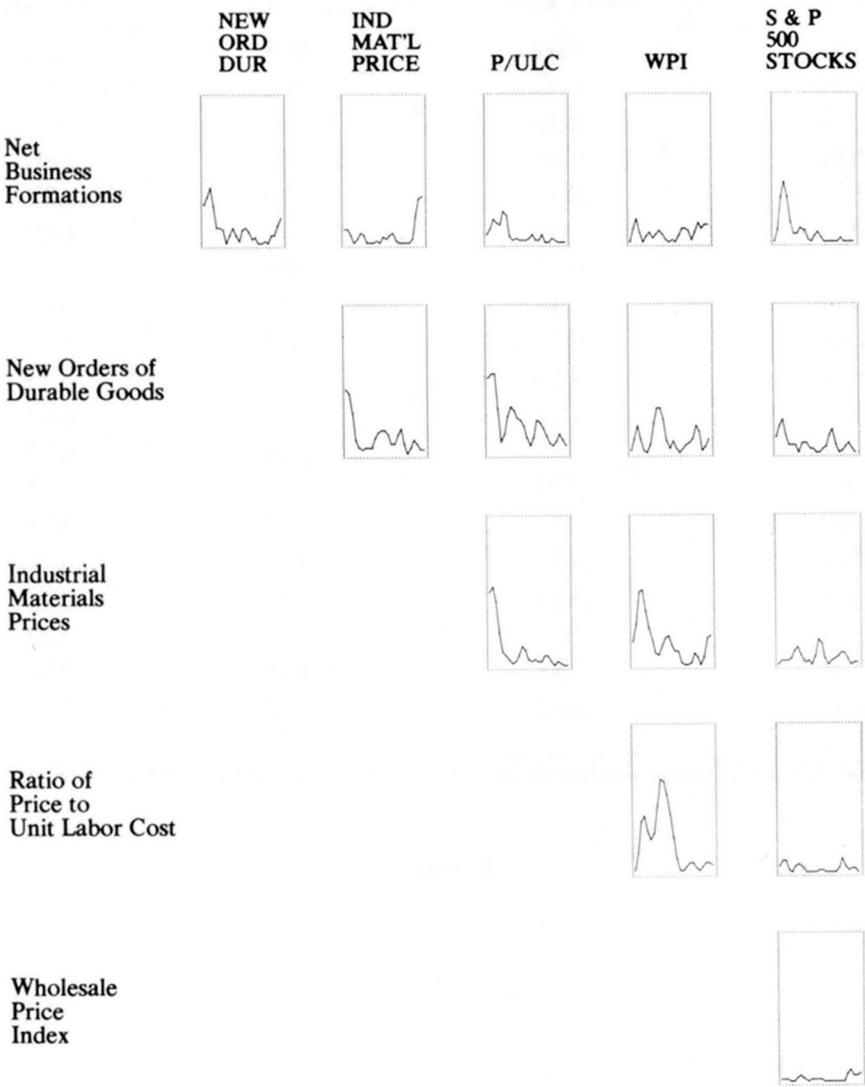 NEW
ORD
DUR
IND
MAT'L
PRICE
P/ULC
WPI
S & P
500
STOCKS
Net
Business
Formations
New Orders of
Durable Goods
Industrial
Materials
Prices
Ratio of
Price to
Unit Labor Cost
Wholesale
Price
Index